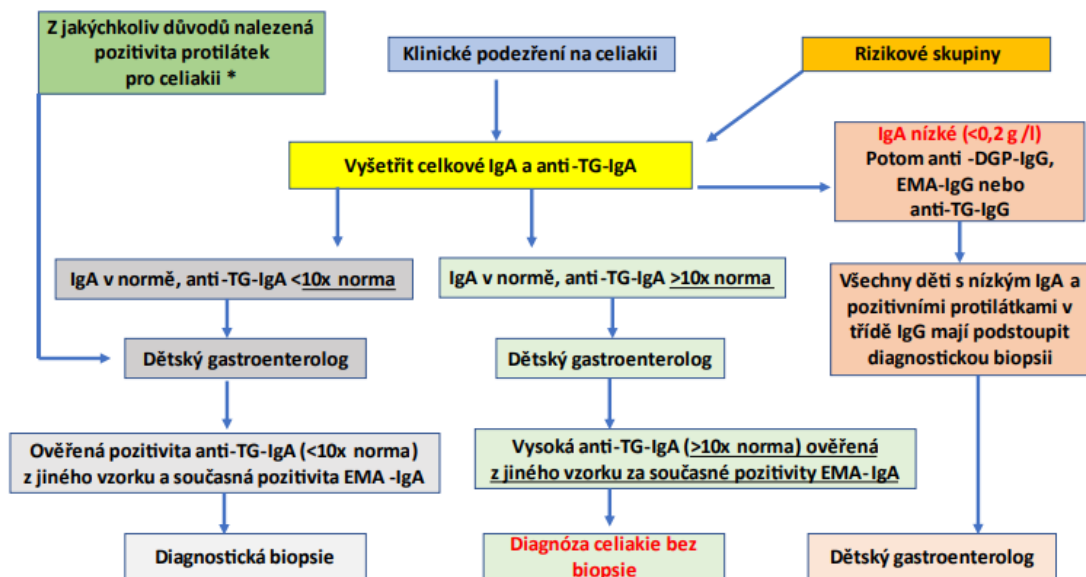 Z jakýchkoliv důvodů nalezená
pozitivita protilátek
pro celiakii *
Klinické podezření na celiakii
Rizikové skupiny
IgA nízké (<0,2 g /l)
Potom anti -DGP-IgG,
EMA-IgG nebo
anti-TG-IgG
Vyšetřit celkové IgA a anti-TG-IgA
IgA v normě, anti-TG-IgA <10x norma
IgA v normě, anti-TG-IgA >10x norma
Všechny děti s nízkým IgA a
pozitivními protilátkami v
třídě IgG mají podstoupit
diagnostickou biopsii
Dětský gastroenterolog
Dětský gastroenterolog
Ověřená pozitivita anti-TG-IgA (<10x norma)
z jiného vzorku a současná pozitivita EMA -IgA
Vysoká anti-TG-IgA (>10x norma) ověřená
z jiného vzorku za současné pozitivity EMA-IgA
Diagnostická biopsie
Diagnóza celiakie bez
biopsie
Dětský gastroenterolog